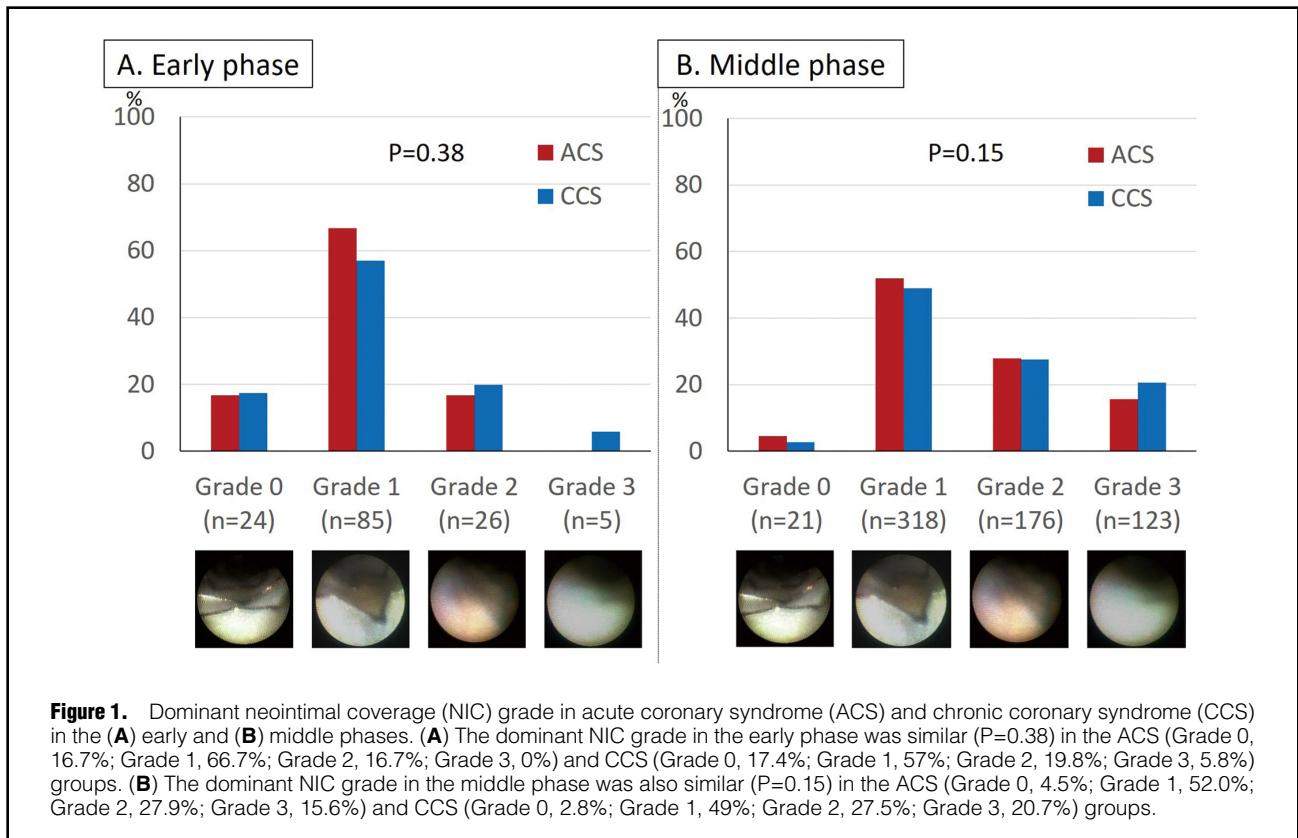 A. Early phase
%
100
80
60
40
20
0
P=0.38
ACS
CCS
Grade 0 Grade 1 Grade 2 Grade 3
(n=24) (n=85) (n=26) (n=5)
B. Middle phase
%
100
80
60
40
20
0
P=0.15
ACS
CCS
Grade 0 Grade 1 Grade 2 Grade 3
(n=21) (n=318) (n=176) (n=123)
Figure 1. Dominant neointimal coverage (NIC) grade in acute coronary syndrome (ACS) and chronic coronary syndrome (CCS)
in the (A) early and (B) middle phases. (A) The dominant NIC grade in the early phase was similar (P=0.38) in the ACS (Grade 0,
16.7%; Grade 1, 66.7%; Grade 2, 16.7%; Grade 3, 0%) and CCS (Grade 0, 17.4%; Grade 1, 57%; Grade 2, 19.8%; Grade 3, 5.8%)
groups. (B) The dominant NIC grade in the middle phase was also similar (P=0.15) in the ACS (Grade 0, 4.5%; Grade 1, 52.0%;
Grade 2, 27.9%; Grade 3, 15.6%) and CCS (Grade 0, 2.8%; Grade 1, 49%; Grade 2, 27.5%; Grade 3, 20.7%) groups.